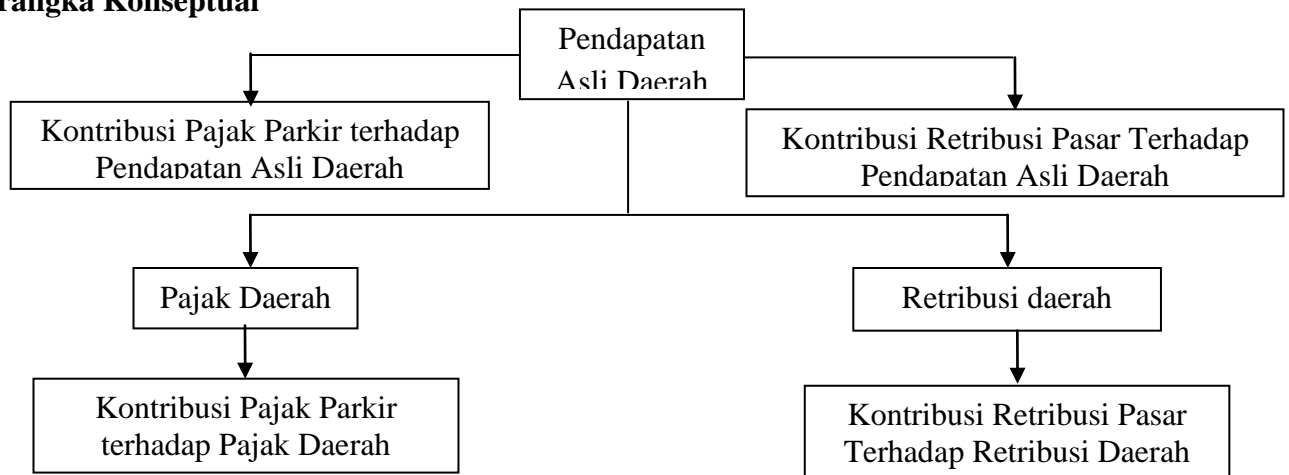 rangka Konseptual
Pendapatan
Asli Daerah
Kontribusi Pajak Parkir terhadap
Pendapatan Asli Daerah
Kontribusi Retribusi Pasar Terhadap
Pendapatan Asli Daerah
Pajak Daerah
Retribusi daerah
Kontribusi Pajak Parkir
terhadap Pajak Daerah
Kontribusi Retribusi Pasar
Terhadap Retribusi Daerah